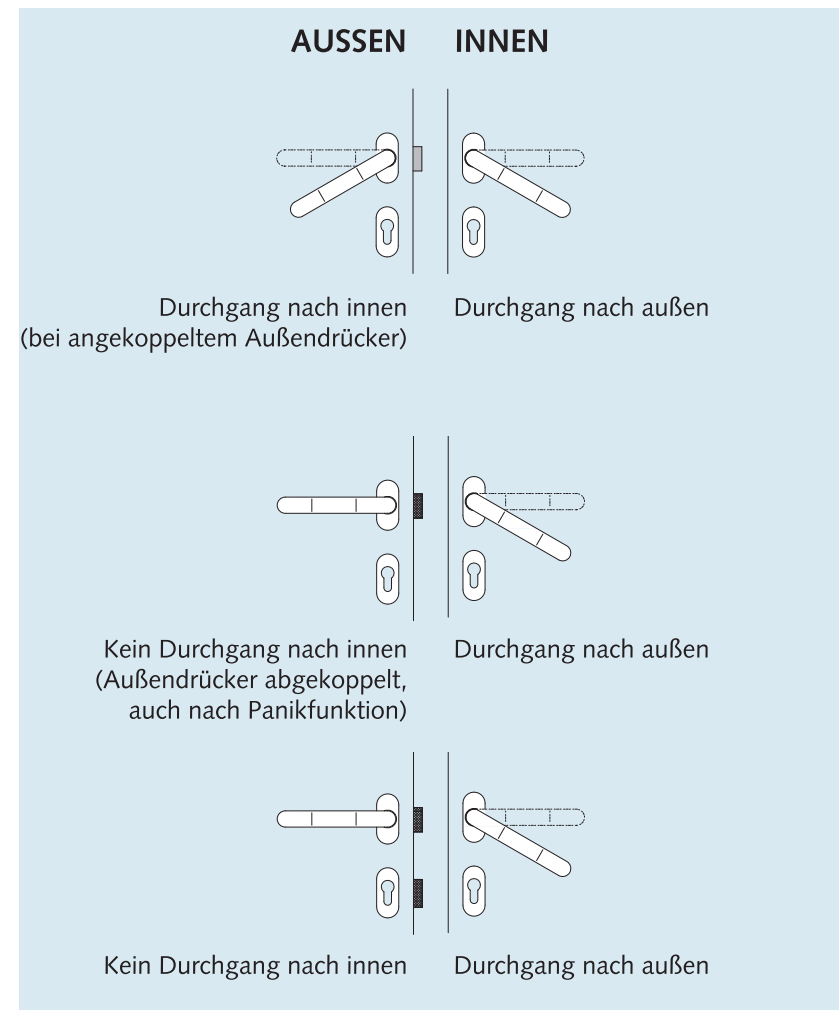 AUSSEN INNEN
Durchgang nach innen
(bei angekoppeltem Außendrücker)
Durchgang nach außen
Kein Durchgang nach innen
(Außendrücker abgekoppelt,
auch nach Panikfunktion)
Durchgang nach außen
Kein Durchgang nach innen
Durchgang nach außen